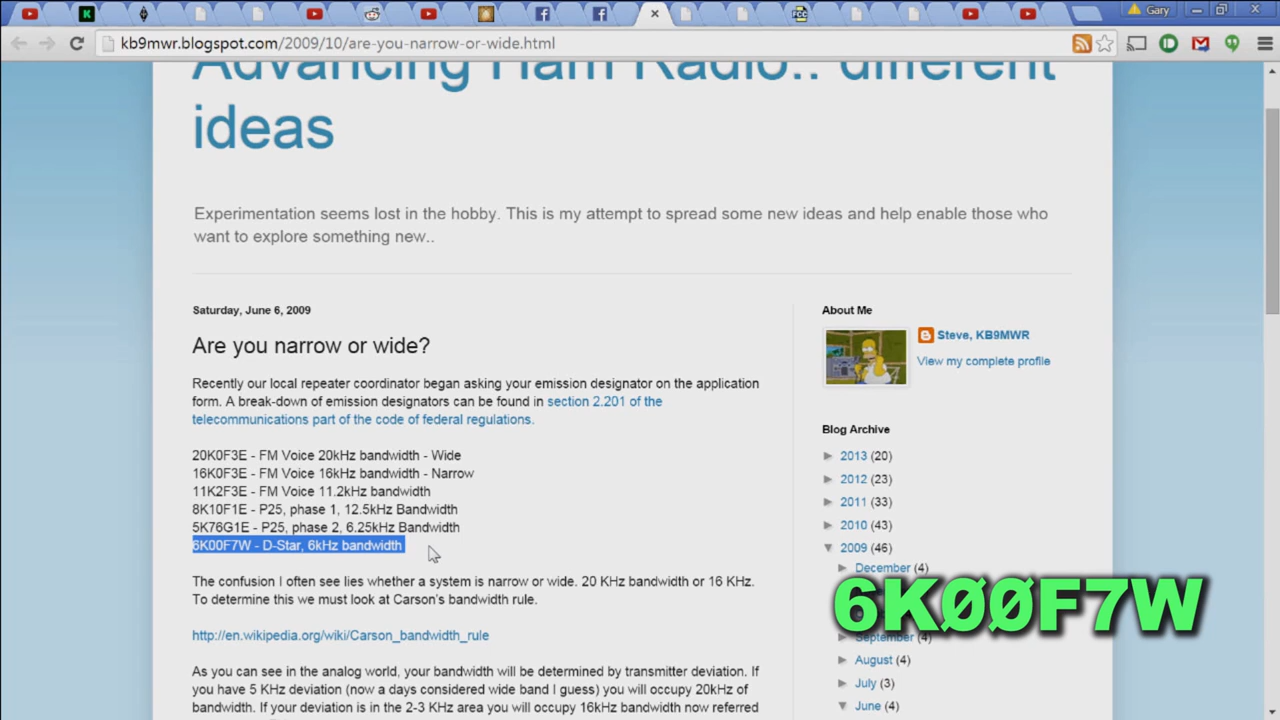 Gary
kb9mwr.blogspot.com/2009/10/are-you-narrow-or-wide.html
Advancing Ham Radio.. different
ideas
Experimentation seems lost in the hobby. This is my attempt to spread some new ideas and help enable those who
want to explore something new..
Saturday, June 6, 2009
Are you narrow or wide?
Recently our local repeater coordinator began asking your emission designator on the application
form. A break-down of emission designators can be found in section 2.201 of the
telecommunications part of the code of federal regulations.
20K0F3E - FM Voice 20kHz bandwidth - Wide
16K0F3E - FM Voice 16kHz bandwidth - Narrow
11K2F3E - FM Voice 11.2kHz bandwidth
8K10F1E - P25, phase 1, 12.5kHz Bandwidth
5K76G1E - P25, phase 2, 6.25kHz Bandwidth
6K00F7W - D-Star, 6kHz bandwidth
The confusion I often see lies whether a system is narrow or wide. 20 KHz bandwidth or 16 KHz.
To determine this we must look at Carson's bandwidth rule.
http://en.wikipedia.org/wiki/Carson_bandwidth_rule
As you can see in the analog world, your bandwidth will be determined by transmitter deviation. If
you have 5 KHz deviation (now a days considered wide band I guess) you will occupy 20kHz of
bandwidth. If your deviation is in the 2-3 KHz area you will occupy 16kHz bandwidth now referred
About Me
Steve, KB9MWR
View my complete profile
Blog Archive
► 2013 (20)
► 2012 (23)
► 2011 (33)
► 2010 (43)
▼ 2009 (46)
► December (4)
6KØØF7W
September (4)
► August (4)
► July (3)
▼ June (4)